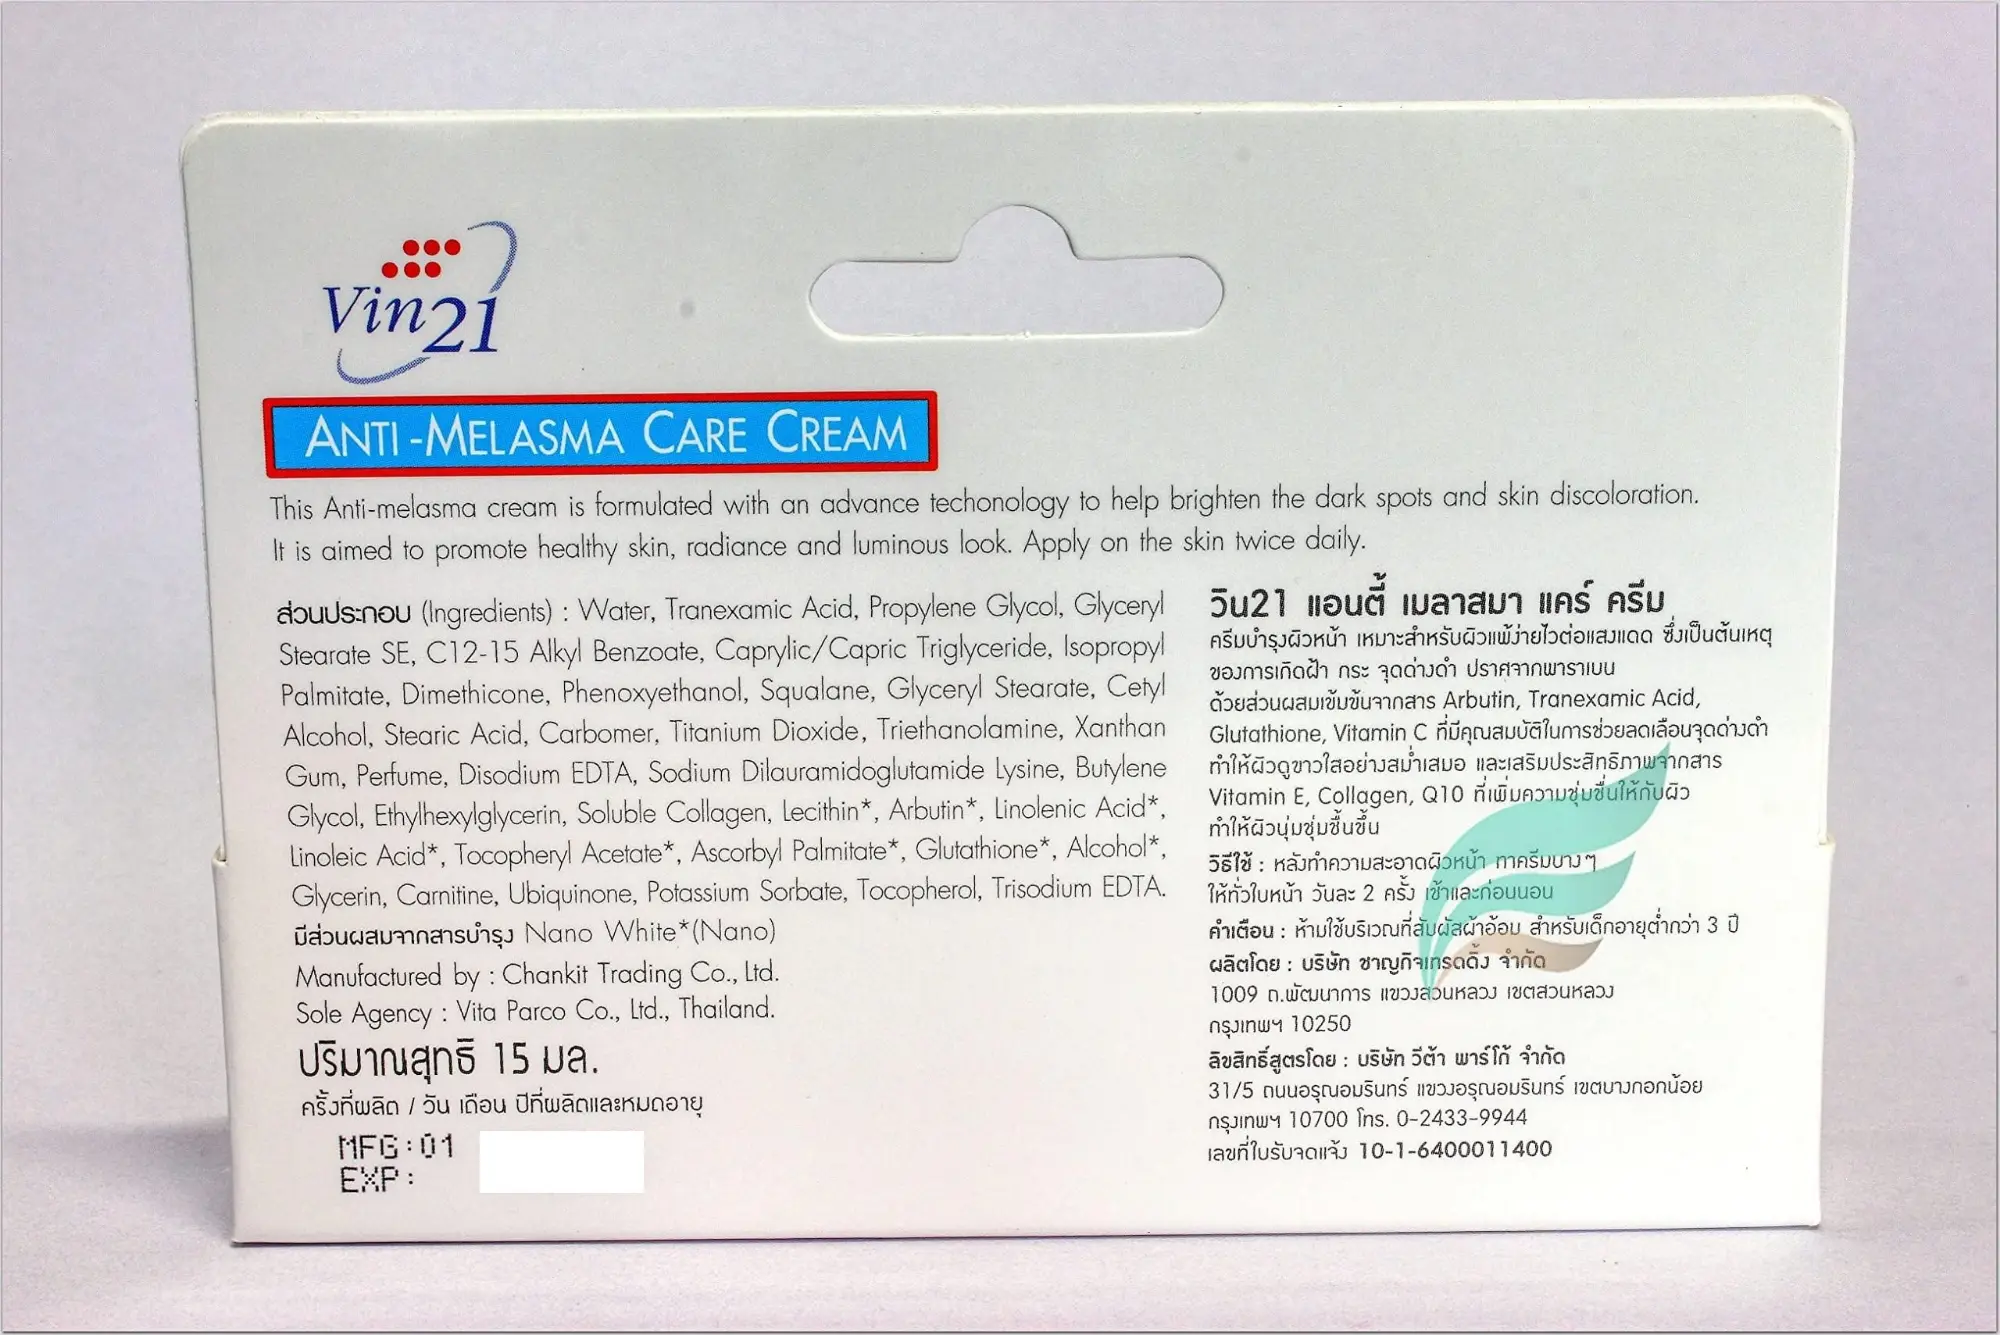 Vin21
ANTI-MELASMA CARE CREAM
This Anti-melasma cream is formulated with an advance techonology to help brighten the dark spots and skin discoloration.
It is aimed to promote healthy skin, radiance and luminous look. Apply on the skin twice daily.
ส่วนประกอบ (Ingredients) : Water, Tranexamic Acid, Propylene Glycol, Glyceryl
Stearate SE, C12-15 Alkyl Benzoate, Caprylic/Capric Triglyceride, Isopropyl
Palmitate, Dimethicone, Phenoxyethanol, Squalane, Glyceryl Stearate, Cetyl
Alcohol, Stearic Acid, Carbomer, Titanium Dioxide, Triethanolamine, Xanthan
Gum, Perfume, Disodium EDTA, Sodium Dilauramidoglutamide Lysine, Butylene
Glycol, Ethylhexylglycerin, Soluble Collagen, Lecithin*, Arbutin*, Linolenic Acid*,
Linoleic Acid*, Tocopheryl Acetate*, Ascorbyl Palmitate*, Glutathione*, Alcohol*,
Glycerin, Carnitine, Ubiquinone, Potassium Sorbate, Tocopherol, Trisodium EDTA.
มีส่วนผสมจากสารบำรุง Nano White*(Nano)
Manufactured by : Chankit Trading Co., Ltd.
Sole Agency : Vita Parco Co., Ltd., Thailand.
ปริมาณสุทธิ 15 มล.
ครั้งที่ผลิต / วัน เดือน ปีที่ผลิตและหมดอายุ
MFG:01
EXP:
วิน21 แอนตี้ เมลาสมา แคร์ ครีม
ครีมบำรุงผิวหน้า เหมาะสำหรับผิวแพ้ง่ายไวต่อแสงแดด ซึ่งเป็นต้นเหตุ
ของการเกิดฝ้า กระ จุดด่างดำ ปราศจากพาราเบน
ด้วยส่วนผสมเข้มข้นจากสาร Arbutin, Tranexamic Acid,
Glutathione, Vitamin C ที่มีคุณสมบัติในการช่วยลดเลือนจุดด่างดำ
ทำให้ผิวดูขาวใสอย่างสม่ำเสมอ และเสริมประสิทธิภาพจากสาร
Vitamin E, Collagen, Q10 ที่เพิ่มความชุ่มชื่นให้กับผิว
ทำให้ผิวนุ่มชุ่มชื้นขึ้น
วิธีใช้ : หลังทำความสะอาดผิวหน้า ทาครีมบางๆ
ให้ทั่วใบหน้า วันละ 2 ครั้ง เช้าและก่อนนอน
คำเตือน : ห้ามใช้บริเวณที่สัมผัสผ้าอ้อม สำหรับเด็กอายุต่ำกว่า 3 ปี
ผลิตโดย : บริษัท ชาญกิจเทรดดิ้ง จำกัด
1009 ถ.พัฒนาการ แขวงสวนหลวง เขตสวนหลวง
กรุงเทพฯ 10250
ลิขสิทธิ์สูตรโดย : บริษัท วีต้า พาร์โก้ จำกัด
31/5 ถนนอรุณอมรินทร์ แขวงอรุณอมรินทร์ เขตบางกอกน้อย
กรุงเทพฯ 10700 โทร. 0-2433-9944
เลขที่ใบรับจดแจ้ง 10-1-6400011400